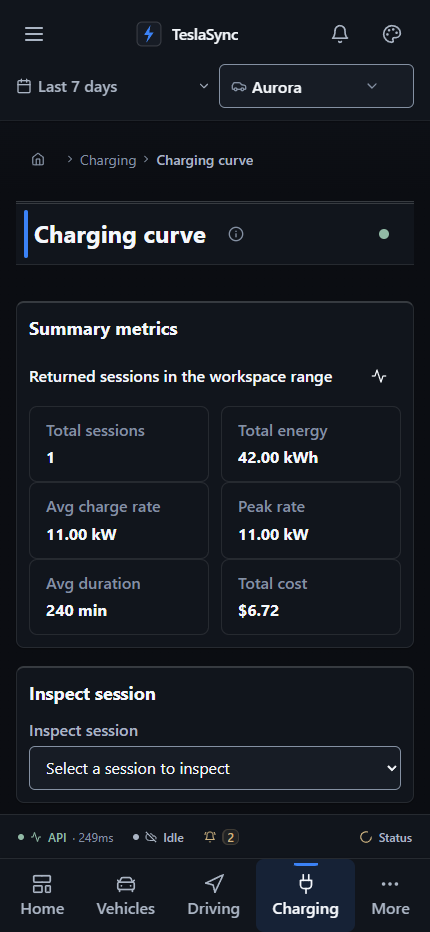 TeslaSync
Last 7 days
Aurora
Charging
Charging curve
Charging curve
Summary metrics
Returned sessions in the workspace range
Total sessions
1
Total energy
42.00 kWh
Avg charge rate
11.00 kW
Peak rate
11.00 kW
Avg duration
240 min
Total cost
$6.72
Inspect session
Inspect session
Select a session to inspect
API · 249ms
Idle
2
Status
Home
Vehicles
Driving
Charging
More